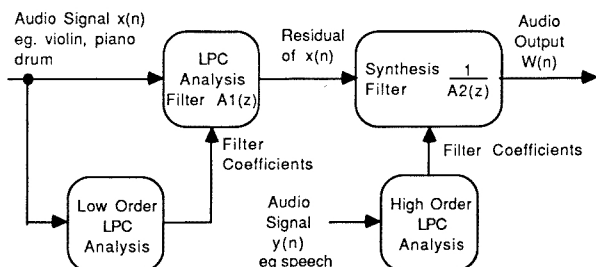 Audio Signal x(n)
eg. violin, piano
drum
LPC
Analysis
Filter A1(z)
Residual
of x(n)
Synthesis
Filter
1
A2(z)
Audio
Output
W(n)
Filter
Coefficients
Filter Coefficients
Low Order
LPC
Analysis
Audio
Signal
y(n)
eg speech
High Order
LPC
Analysis